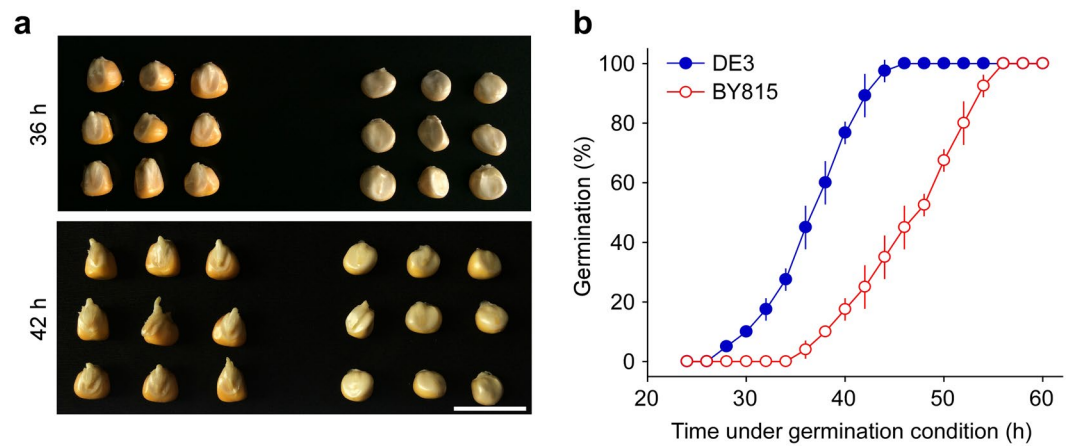 a
36 h
42 h
b
DE3
BY815
Germination (%)
100
80
60
40
20
0
20 30 40 50 60
Time under germination condition (h)